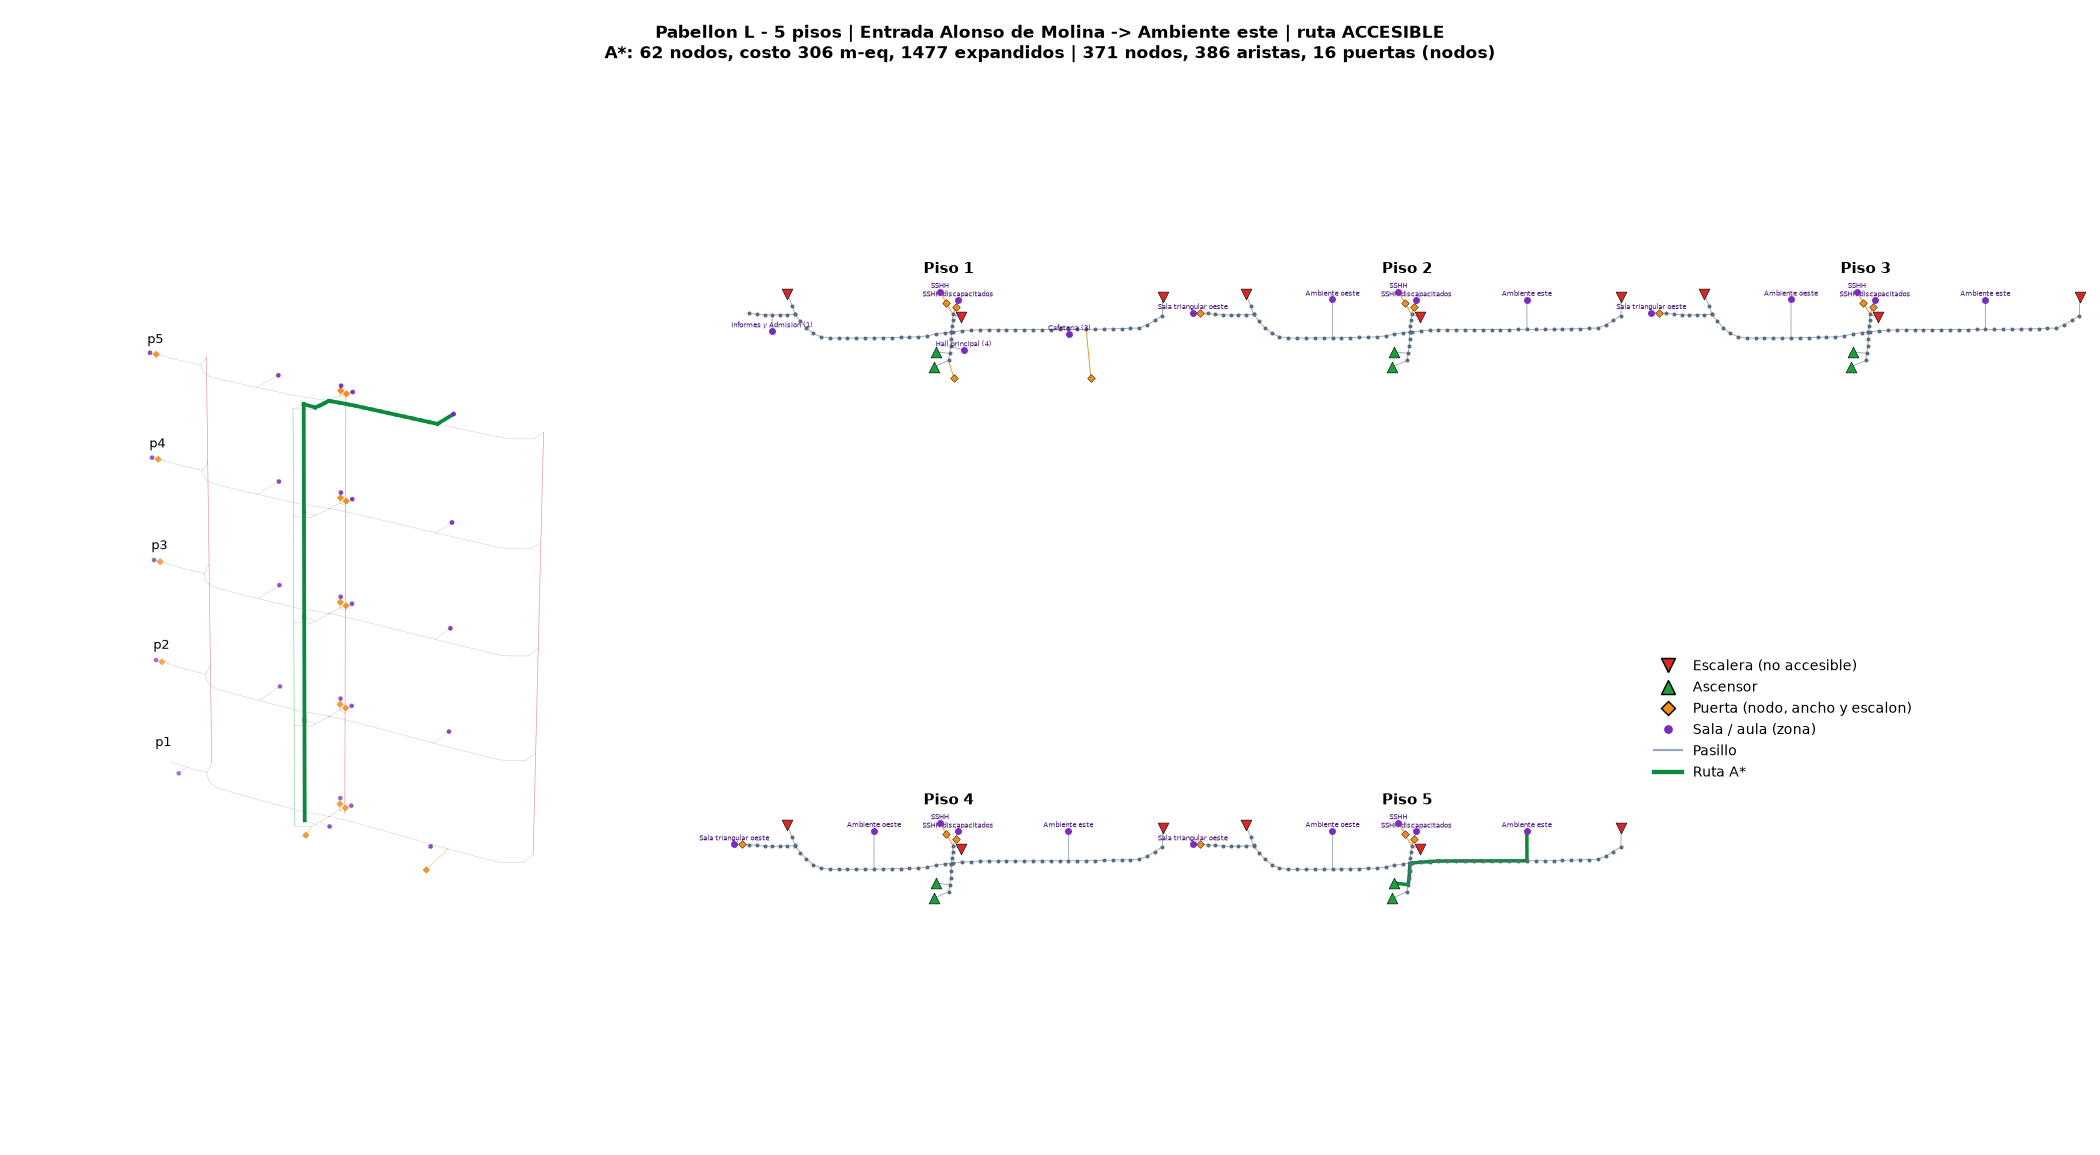 Pabellon L - 5 pisos | Entrada Alonso de Molina -> Ambiente este | ruta ACCESIBLE
A*: 62 nodos, costo 306 m-eq, 1477 expandidos | 371 nodos, 386 aristas, 16 puertas (nodos)
p5
p4
p3
p2
p1
Piso 1
SSHH
SSHH discapacitados
Informes y Admision (1)
Cafeteria (3)
Hall principal (4)
Piso 2
SSHH
SSHH discapacitados
Sala triangular oeste
Ambiente oeste
Ambiente este
Piso 3
SSHH
SSHH discapacitados
Sala triangular oeste
Ambiente oeste
Ambiente este
Escalera (no accesible)
Ascensor
Puerta (nodo, ancho y escalon)
Sala / aula (zona)
Pasillo
Ruta A*
Piso 4
SSHH
SSHH discapacitados
Sala triangular oeste
Ambiente oeste
Ambiente este
Piso 5
SSHH
SSHH discapacitados
Sala triangular oeste
Ambiente oeste
Ambiente este